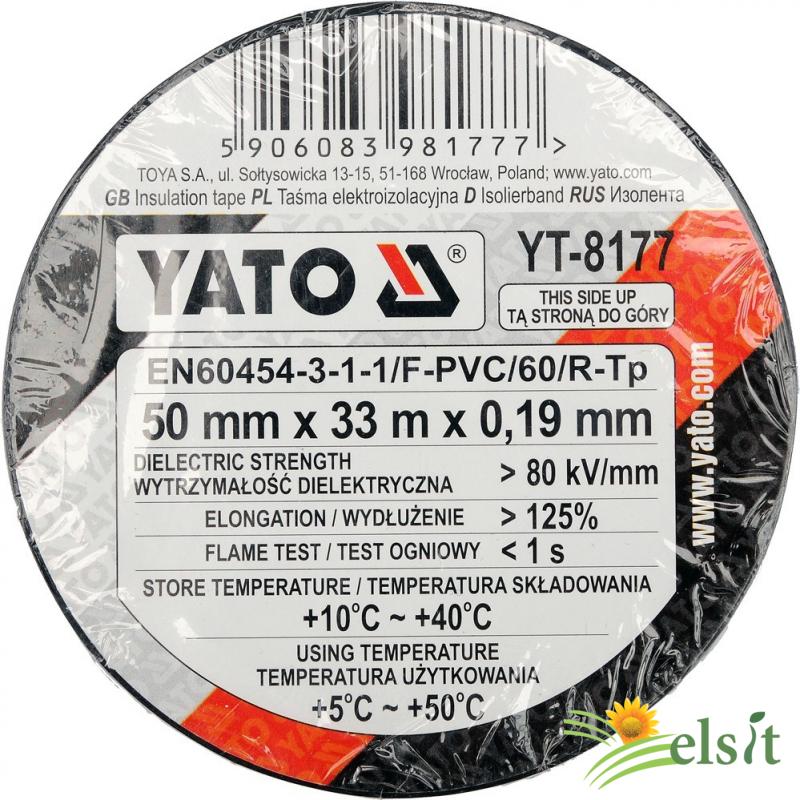 5 906083 981777 >
TOYA S.A., ul. Sołtysowicka 13-15, 51-168 Wrocław, Poland; www.yato.com
GB Insulation tape PL Taśma elektroizolacyjna D Isolierband RUS Изолента
YATO ®
YT-8177
THIS SIDE UP
TĄ STRONĄ DO GÓRY
EN60454-3-1-1/F-PVC/60/R-Tp
50 mm x 33 m x 0,19 mm
DIELECTRIC STRENGTH
WYTRZYMAŁOŚĆ DIELEKTRYCZNA > 80 kV/mm
ELONGATION / WYDŁUŻENIE > 125%
FLAME TEST / TEST OGNIOWY < 1 s
STORE TEMPERATURE / TEMPERATURA SKŁADOWANIA
+10°C ~ +40°C
USING TEMPERATURE
TEMPERATURA UŻYTKOWANIA
+5°C ~ +50°C
www.yato.com
YATO
elsit